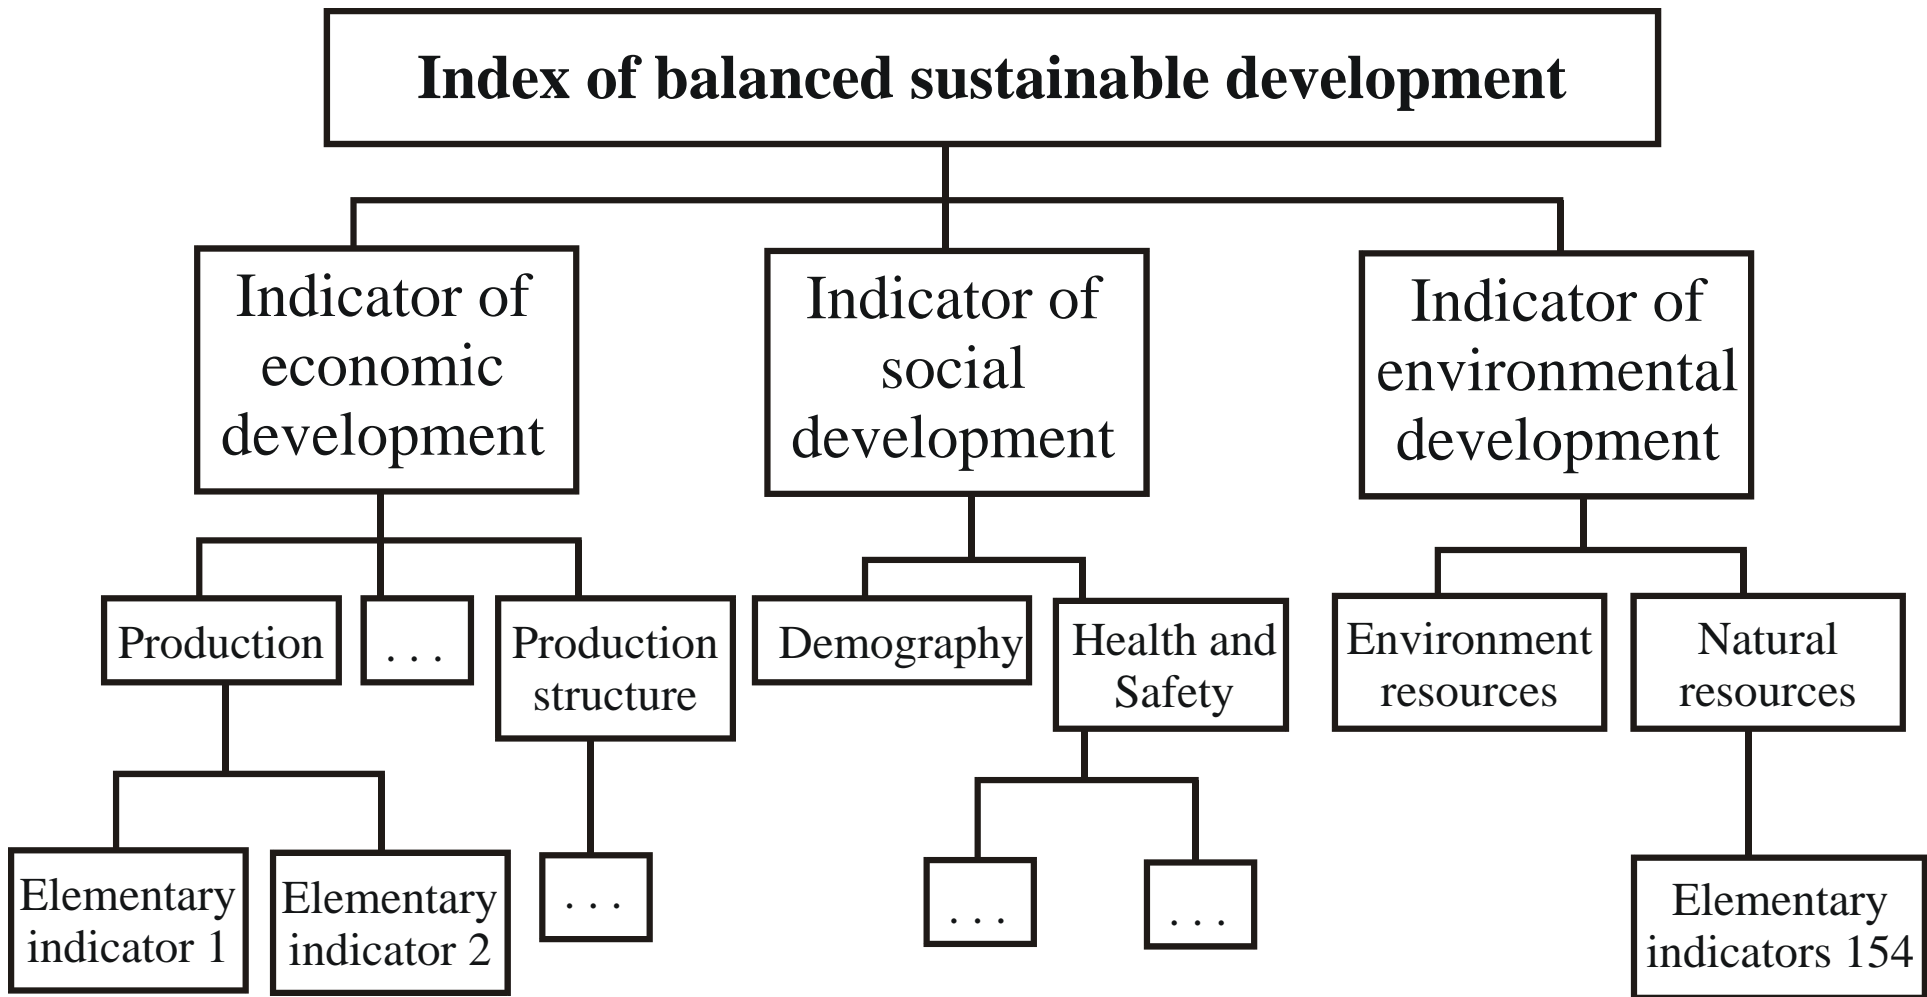 Index of balanced sustainable development
Indicator of
economic
development
Indicator of
social
development
Indicator of
environmental
development
Production
. . .
Production
structure
Demography
Health and
Safety
Environment
resources
Natural
resources
Elementary
indicator 1
Elementary
indicator 2
. . .
. . .
. . .
Elementary
indicators 154